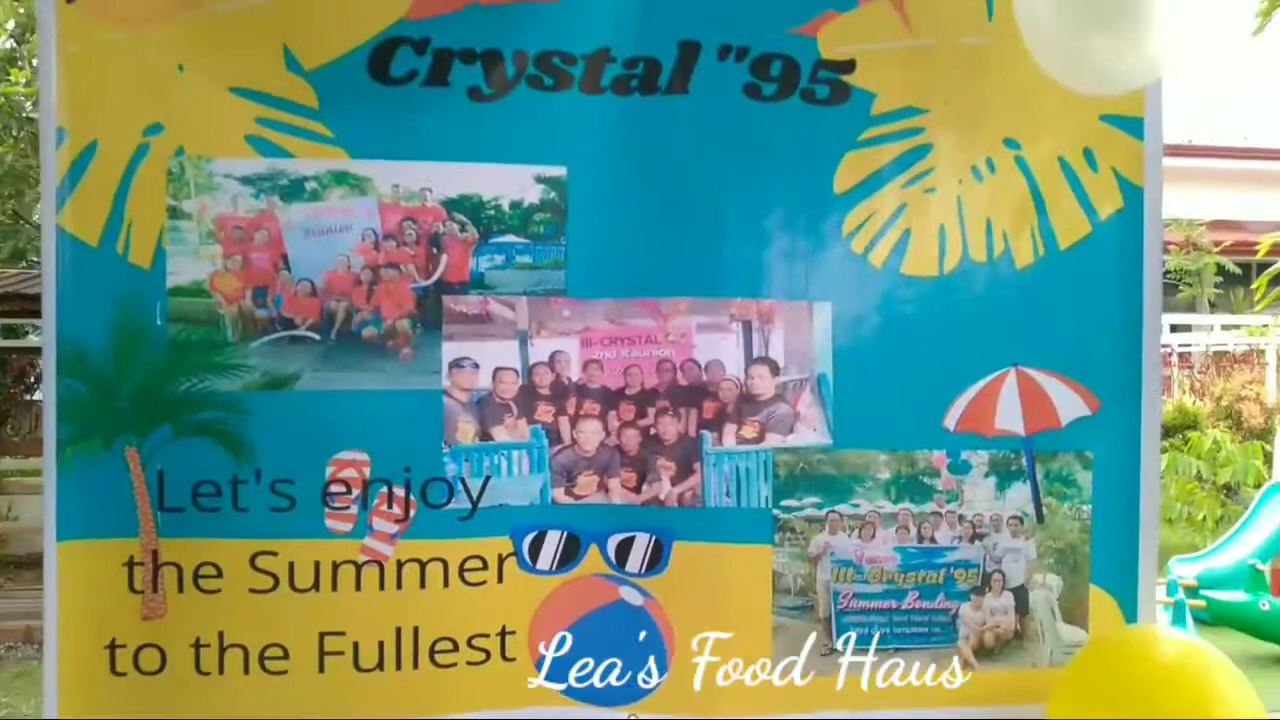 Crystal "95
Reunion
III-CRYSTAL
2nd Reunion
Let's enjoy
the Summer
to the Fullest
III-Crystal '95
Summer Bonding
Lea's Food Haus